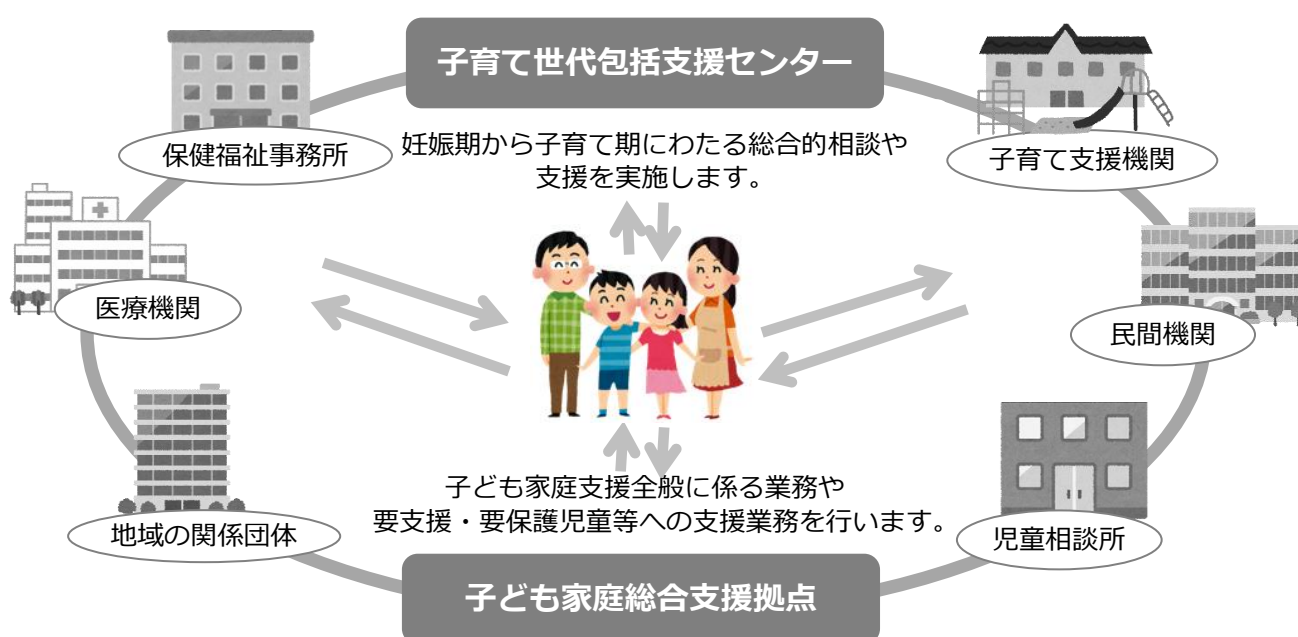 子育て世代包括支援センター
保健福祉事務所
妊娠期から子育て期にわたる総合的相談や
支援を実施します。
子育て支援機関
医療機関
民間機関
地域の関係団体
子ども家庭支援全般に係る業務や
要支援・要保護児童等への支援業務を行います。
児童相談所
子ども家庭総合支援拠点